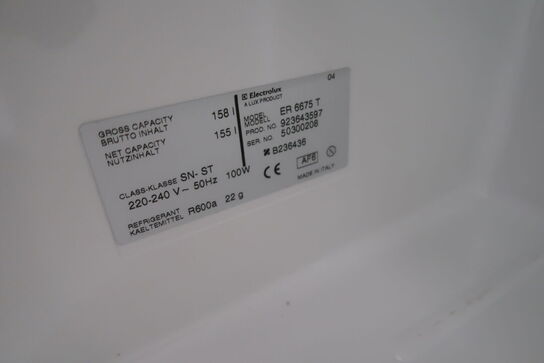 04
Electrolux
A LUX PRODUCT
GROSS CAPACITY
BRUTTO INHALT 158 l
NET CAPACITY
NUTZINHALT 155 l
MODEL
MODELL ER 6675 T
PROD. NO. 923643597
SER NO. 50300208
B236436
AF6
MADE IN ITALY
CE
CLASS-KLASSE SN- ST
220-240 V ~ 50Hz 100W
REFRIGERANT
KAELTEMITTEL R600a 22 g